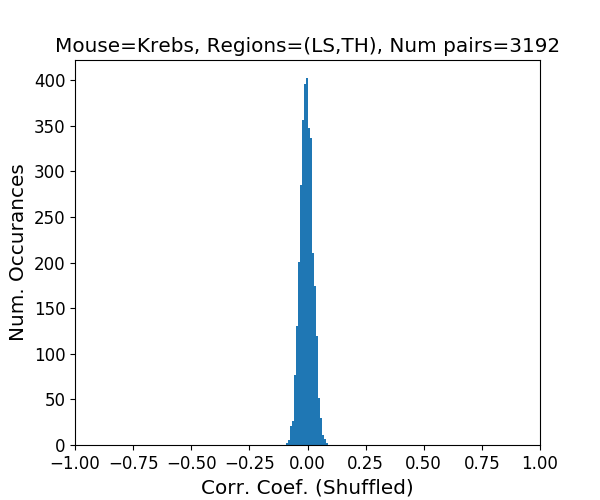 Mouse=Krebs, Regions=(LS,TH), Num pairs=3192
400
350
300
250
200
150
100
50
0
Num. Occurances
−1.00 −0.75 −0.50 −0.25 0.00 0.25 0.50 0.75 1.00
Corr. Coef. (Shuffled)